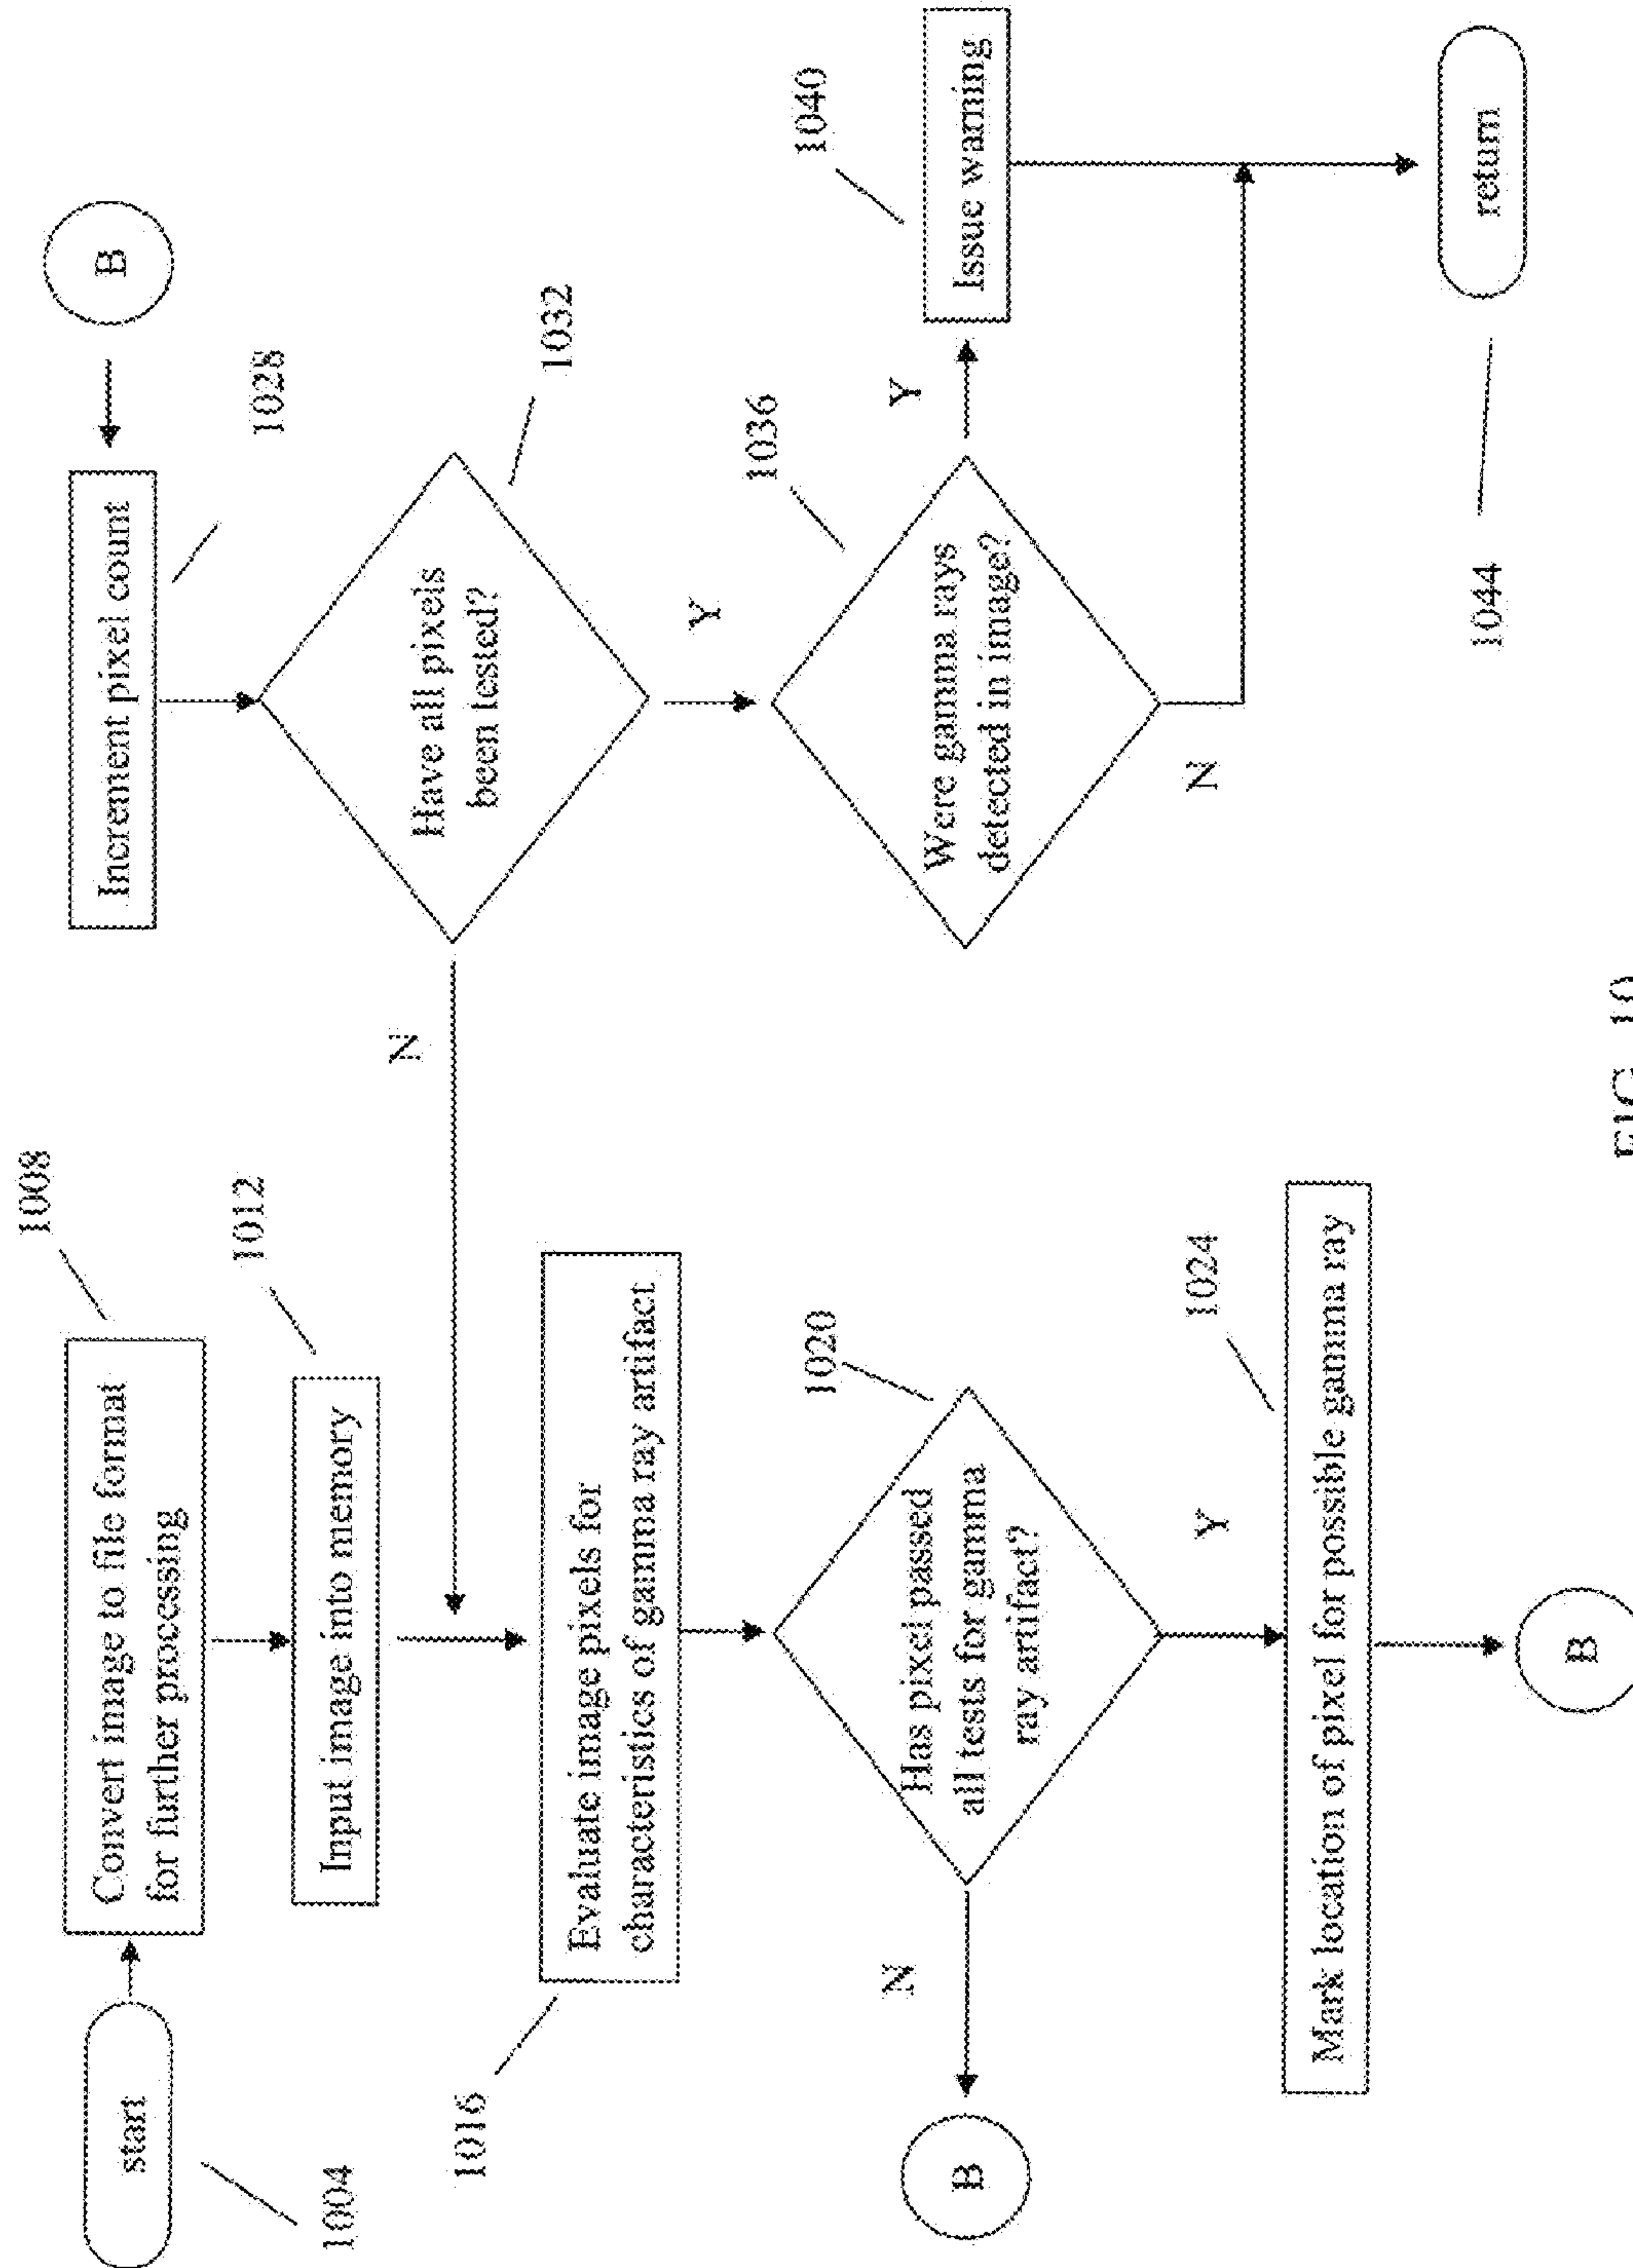 start
1004
Convert image to file format
for further processing
1008
Input image into memory
1012
Evaluate image pixels for
characteristics of gamma ray artifact
1016
Has pixel passed
all tests for gamma
ray artifact?
1020
N
B
Y
Mark location of pixel for possible gamma ray
1024
B
B
Increment pixel count
1028
Have all pixels
been tested?
1032
N
Y
Were gamma rays
detected in image?
1036
Y
Issue warning
1040
N
return
1044
FIG. 10